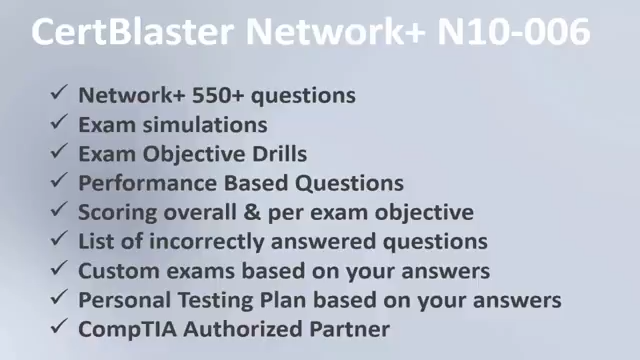 CertBlaster Network+ N10-006
✓ Network+ 550+ questions
✓ Exam simulations
✓ Exam Objective Drills
✓ Performance Based Questions
✓ Scoring overall & per exam objective
✓ List of incorrectly answered questions
✓ Custom exams based on your answers
✓ Personal Testing Plan based on your answers
✓ CompTIA Authorized Partner